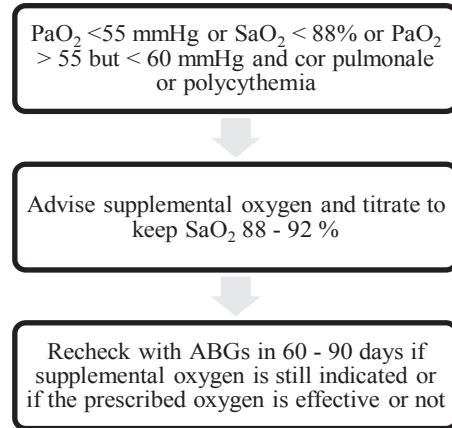 PaO₂ <55 mmHg or SaO₂ < 88% or PaO₂
> 55 but < 60 mmHg and cor pulmonale
or polycythemia
Advise supplemental oxygen and titrate to
keep SaO₂ 88 - 92 %
Recheck with ABGs in 60 - 90 days if
supplemental oxygen is still indicated or
if the prescribed oxygen is effective or not